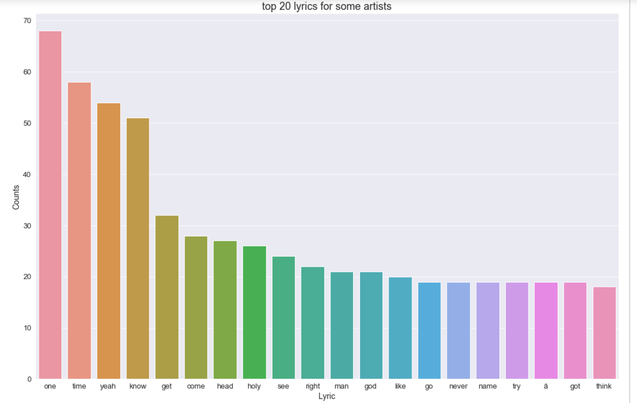 top 20 lyrics for some artists
70
60
50
40
30
20
10
0
Counts
one time yeah know get come head holy see right man god like go never name try â got think
Lyric